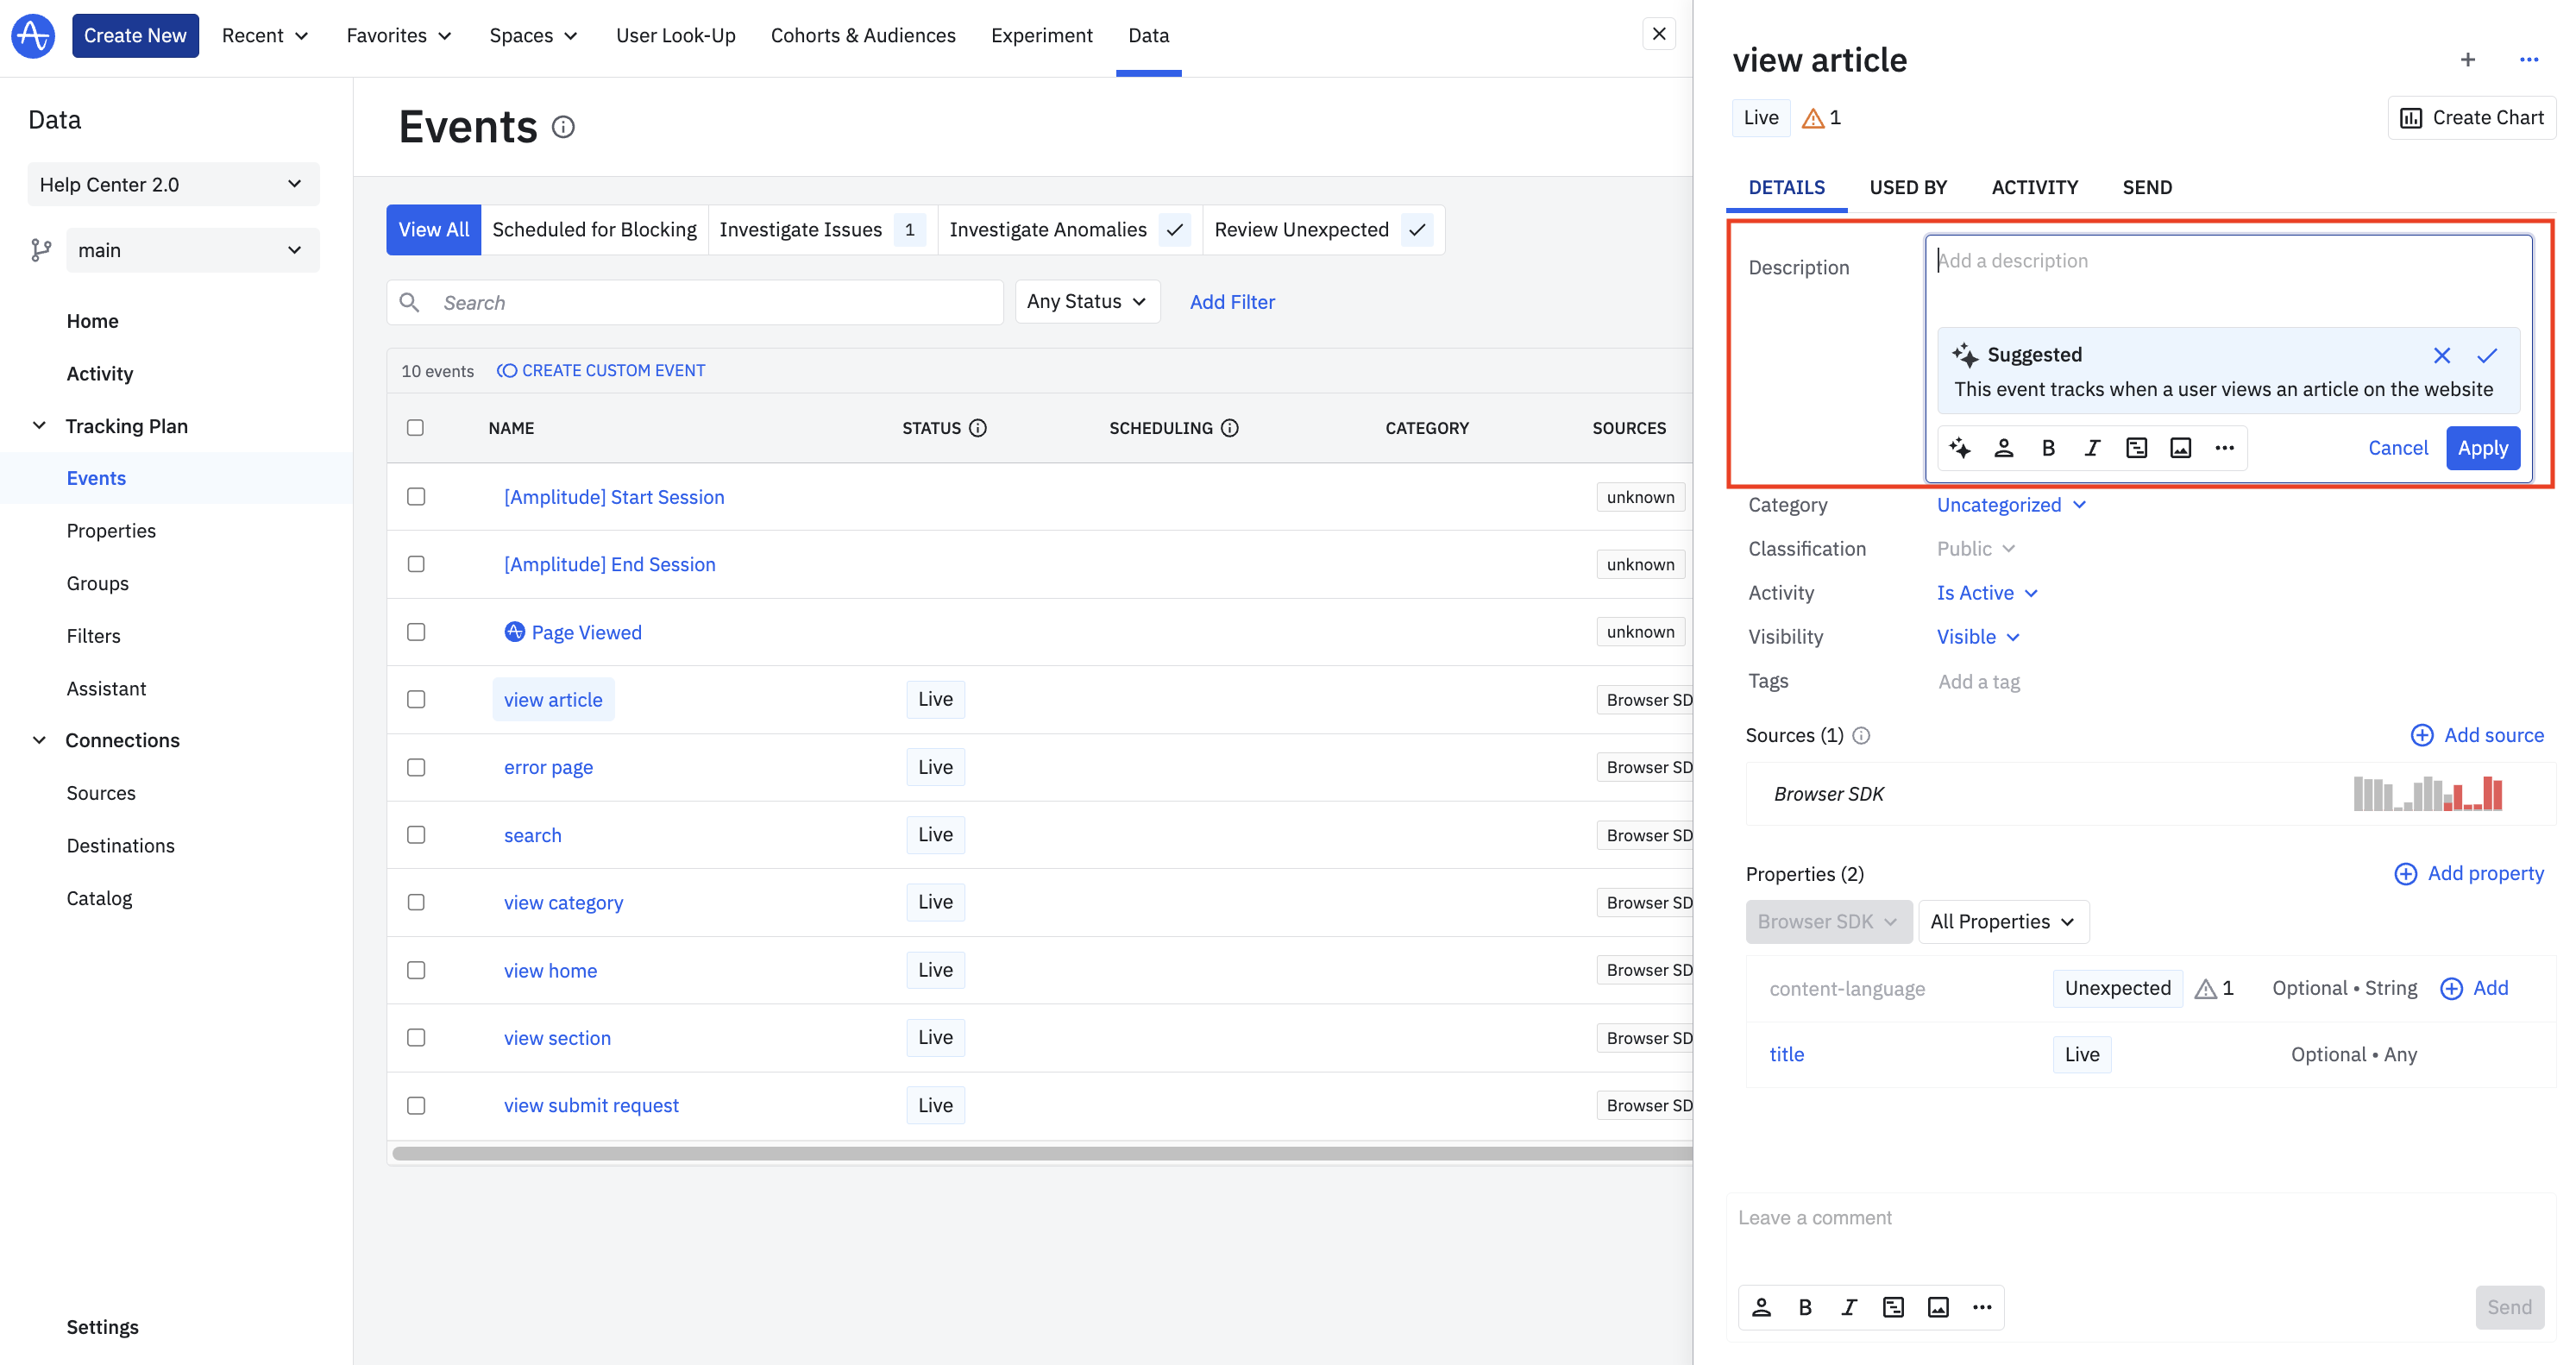 Create New Recent Favorites Spaces User Look-Up Cohorts & Audiences Experiment Data
Data
Help Center 2.0
main
Home
Activity
Tracking Plan
Events
Properties
Groups
Filters
Assistant
Connections
Sources
Destinations
Catalog
Settings
Events
View All Scheduled for Blocking Investigate Issues 1 Investigate Anomalies Review Unexpected
Search Any Status Add Filter
10 events CREATE CUSTOM EVENT
NAME STATUS SCHEDULING CATEGORY SOURCES
[Amplitude] Start Session unknown
[Amplitude] End Session unknown
Page Viewed unknown
view article Live Browser SD
error page Live Browser SD
search Live Browser SD
view category Live Browser SD
view home Live Browser SD
view section Live Browser SD
view submit request Live Browser SD
view article
Live 1 Create Chart
DETAILS USED BY ACTIVITY SEND
Description Add a description
Suggested
This event tracks when a user views an article on the website
B I Cancel Apply
Category Uncategorized
Classification Public
Activity Is Active
Visibility Visible
Tags Add a tag
Sources (1) Add source
Browser SDK
Properties (2) Add property
Browser SDK All Properties
content-language Unexpected 1 Optional • String Add
title Live Optional • Any
Leave a comment
B I Send